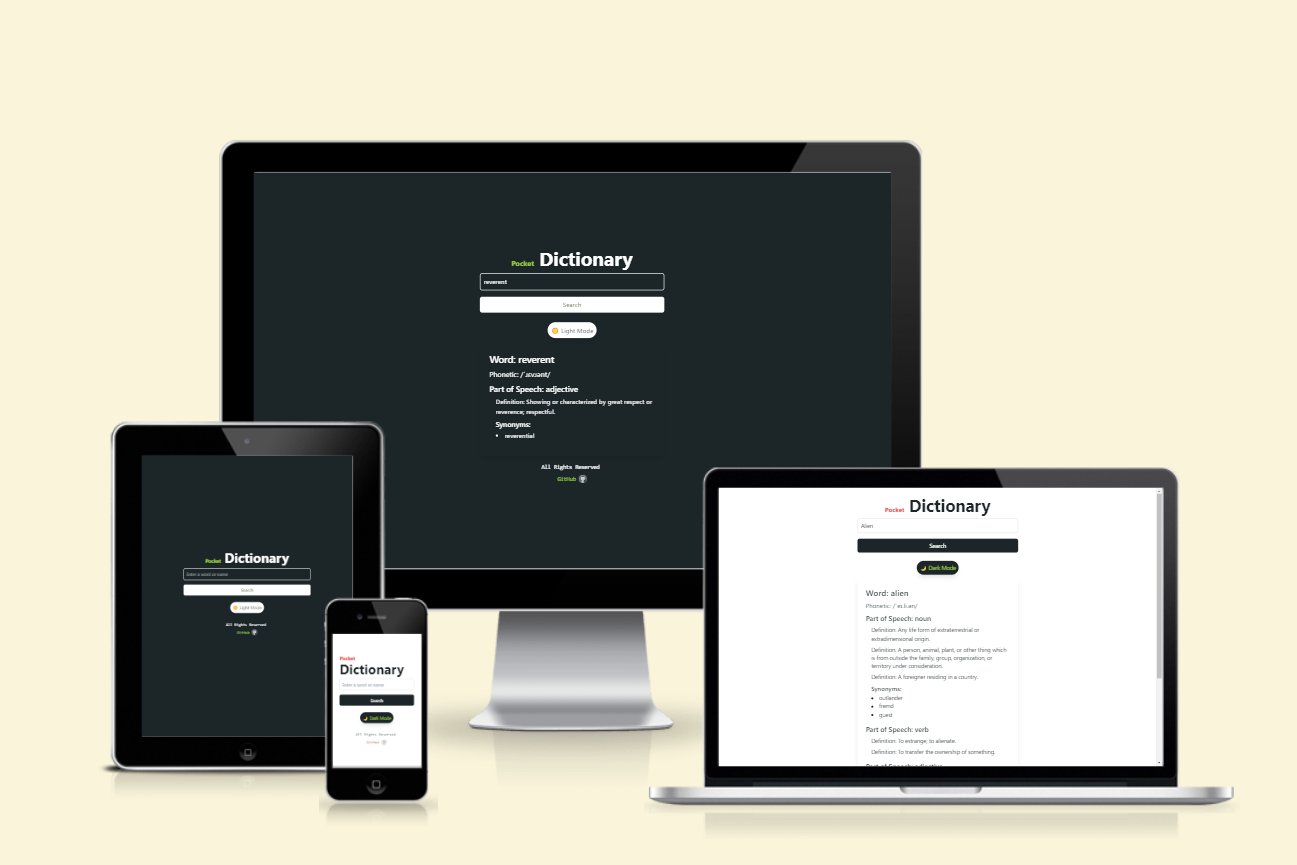 Pocket Dictionary
reverent
Search
Light Mode
Word: reverent
Phonetic: /ˈɹɛvɹənt/
Part of Speech: adjective
Definition: Showing or characterized by great respect or
reverence; respectful.
Synonyms:
reverential
All Rights Reserved
GitHub
Pocket Dictionary
Enter a word or name
Search
Light Mode
All Rights Reserved
GitHub
Pocket
Dictionary
Enter a word or name
Search
Dark Mode
All Rights Reserved
GitHub
Pocket Dictionary
Alien
Search
Dark Mode
Word: alien
Phonetic: /ˈeɪ.li.ən/
Part of Speech: noun
Definition: Any life form of extraterrestrial or
extradimensional origin.
Definition: A person, animal, plant, or other thing which
is from outside the family, group, organization, or
territory under consideration.
Definition: A foreigner residing in a country.
Synonyms:
outlander
fremd
guest
Part of Speech: verb
Definition: To estrange; to alienate.
Definition: To transfer the ownership of something.
Part of Speech: adjective